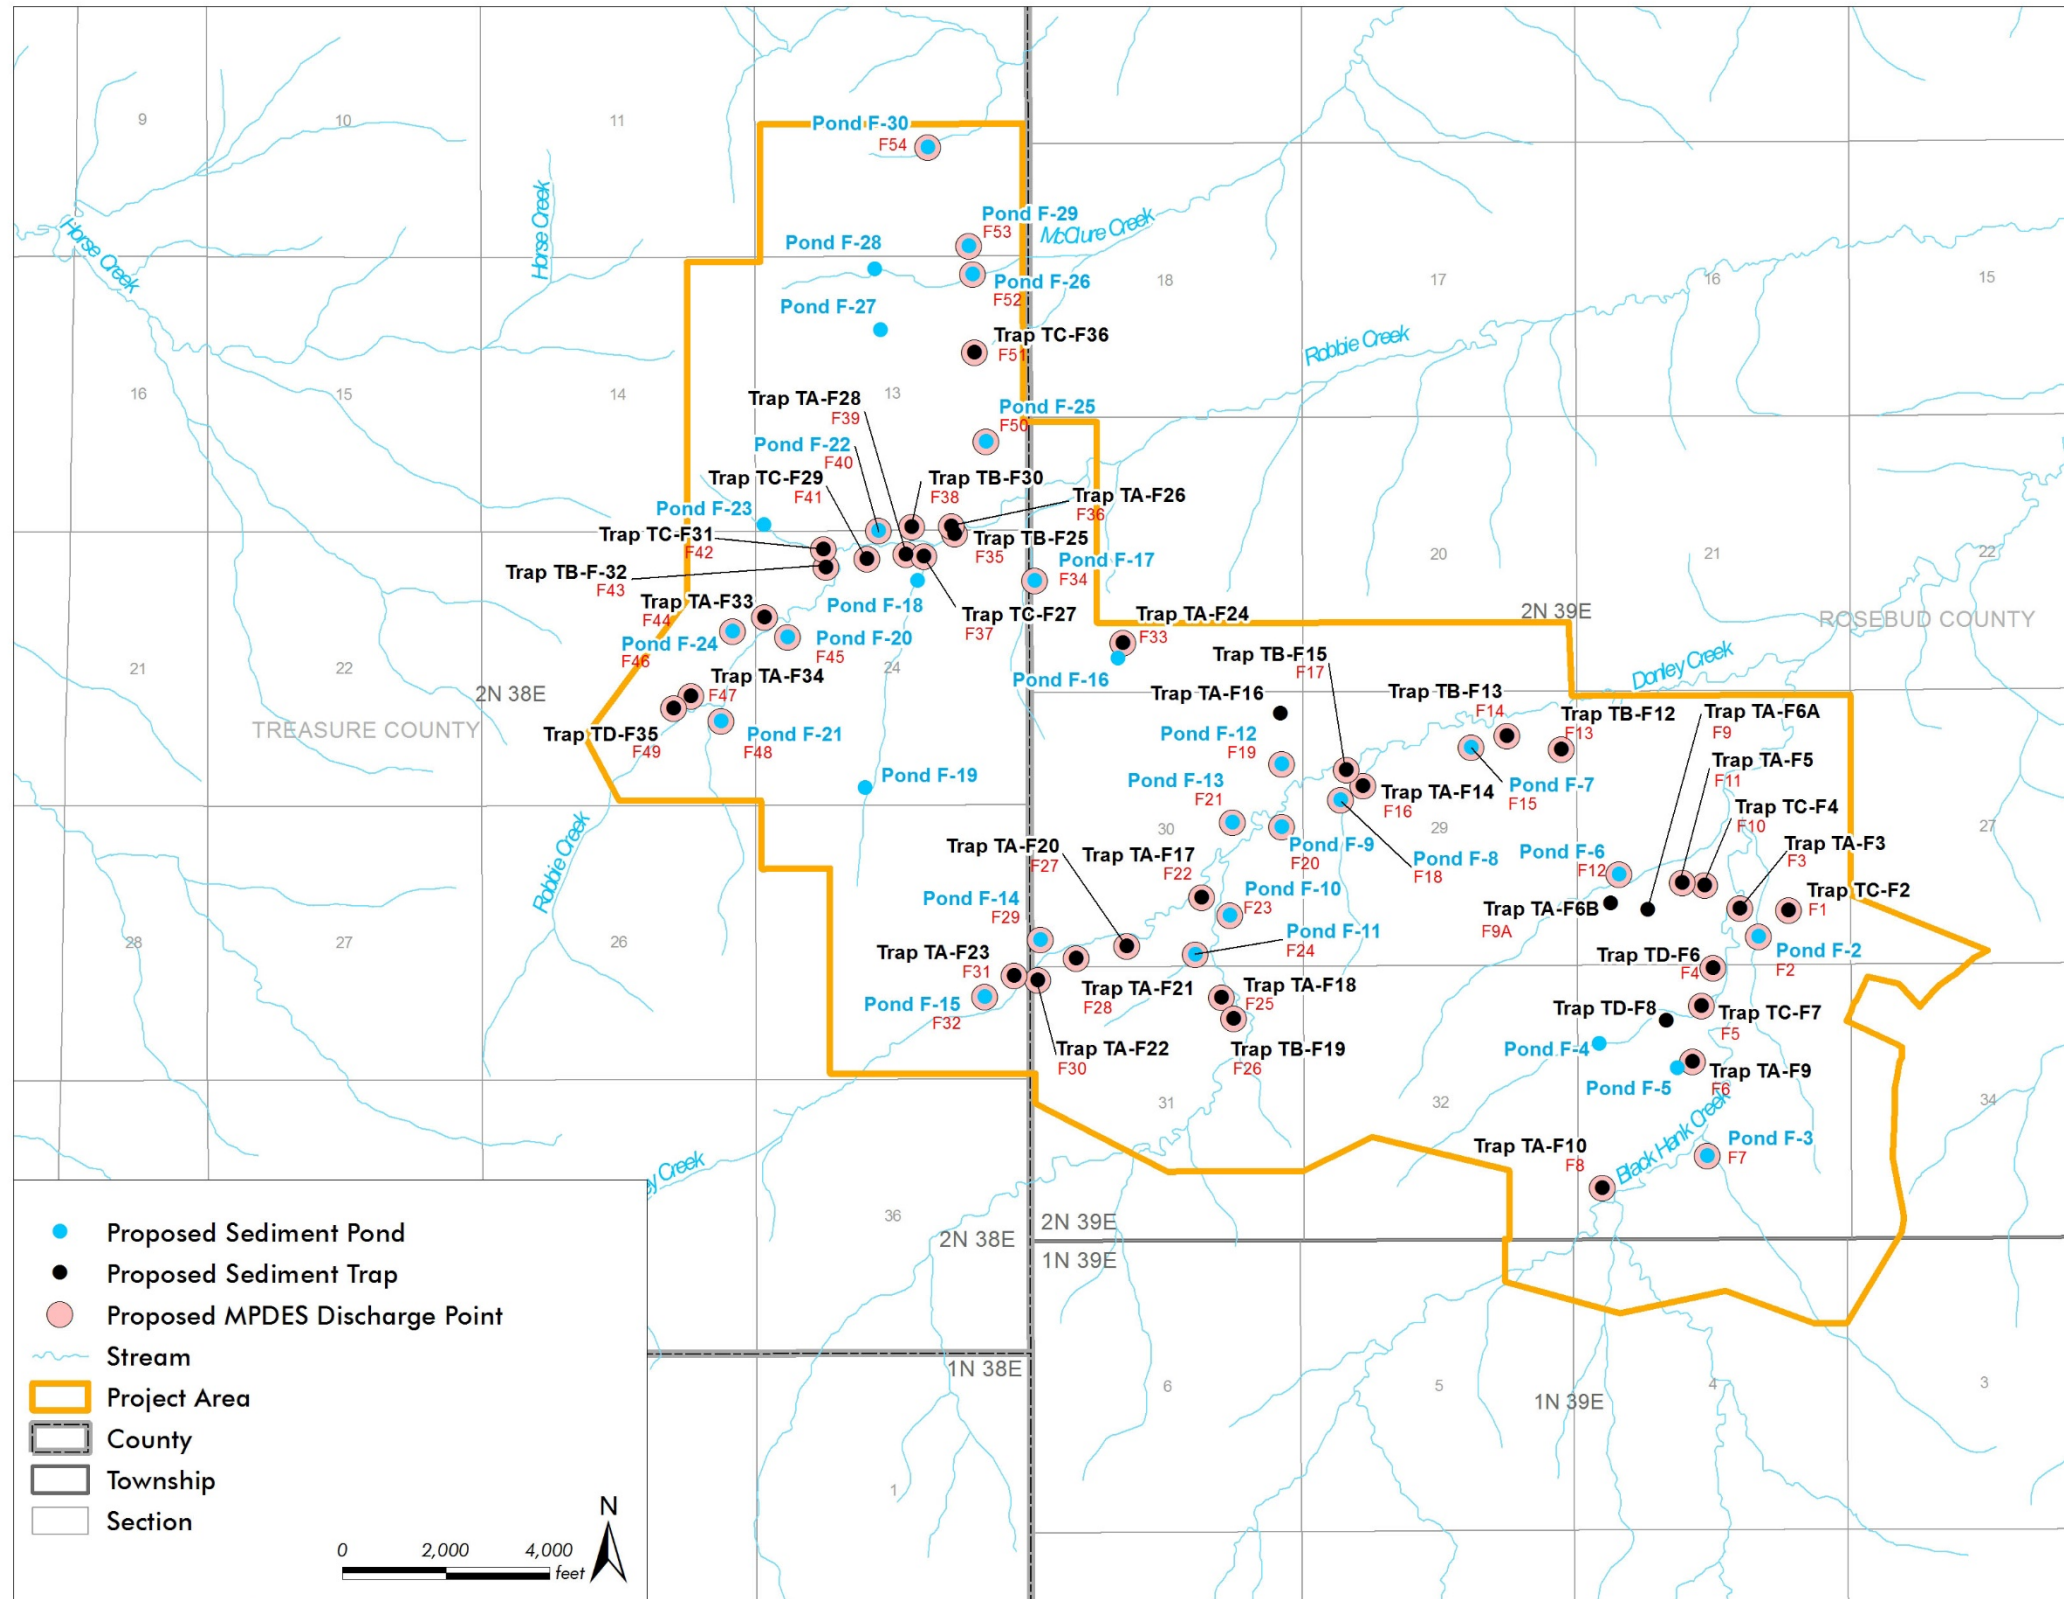 9
10
11
Pond F-30
F54
Horse Creek
Horse Creek
Pond F-29
F53
McClure Creek
Pond F-28
Pond F-26
F52
18
17
16
15
Pond F-27
Trap TC-F36
F51
Robbie Creek
16
15
14
13
Trap TA-F28
F39
Pond F-25
F50
Pond F-22
F40
Trap TC-F29
F41
Trap TB-F30
F38
Trap TA-F26
F36
Pond F-23
Trap TC-F31
F42
Trap TB-F25
F35
Pond F-17
F34
20
21
22
Trap TB-F-32
F43
Trap TA-F33
F44
Pond F-18
Trap TC-F27
F37
Trap TA-F24
F33
2N 39E
ROSEBUD COUNTY
Pond F-24
F46
Pond F-20
F45
21
22
24
Trap TB-F15
F17
Donley Creek
Trap TA-F34
F47
Pond F-16
2N 38E
Trap TA-F16
Trap TB-F13
F14
Trap TB-F12
F13
Trap TA-F6A
F9
TREASURE COUNTY
Trap TD-F35
F49
Pond F-21
F48
Pond F-12
F19
Trap TA-F5
F11
Pond F-19
Pond F-13
F21
Trap TA-F14
F16
Pond F-7
F15
Trap TC-F4
F10
30
29
27
Robbie Creek
Trap TA-F20
F27
Trap TA-F17
F22
Pond F-9
F20
Pond F-8
F18
Pond F-6
F12
Trap TA-F3
F3
Trap TC-F2
F1
Pond F-14
F29
Pond F-10
F23
Trap TA-F6B
F9A
28
27
26
Trap TA-F23
F31
Pond F-11
F24
Trap TD-F6
F4
Pond F-2
F2
Pond F-15
F32
Trap TA-F21
F28
Trap TA-F18
F25
Trap TD-F8
Trap TC-F7
F5
Trap TA-F22
F30
Trap TB-F19
F26
Pond F-4
Pond F-5
Trap TA-F9
F6
31
32
34
Black Hank Creek
Trap TA-F10
F8
Pond F-3
F7
ey Creek
36
2N 38E
2N 39E
1N 39E
1N 38E
6
5
1N 39E
4
3
1
Proposed Sediment Pond
Proposed Sediment Trap
Proposed MPDES Discharge Point
Stream
Project Area
County
Township
Section
N
0 2,000 4,000
feet